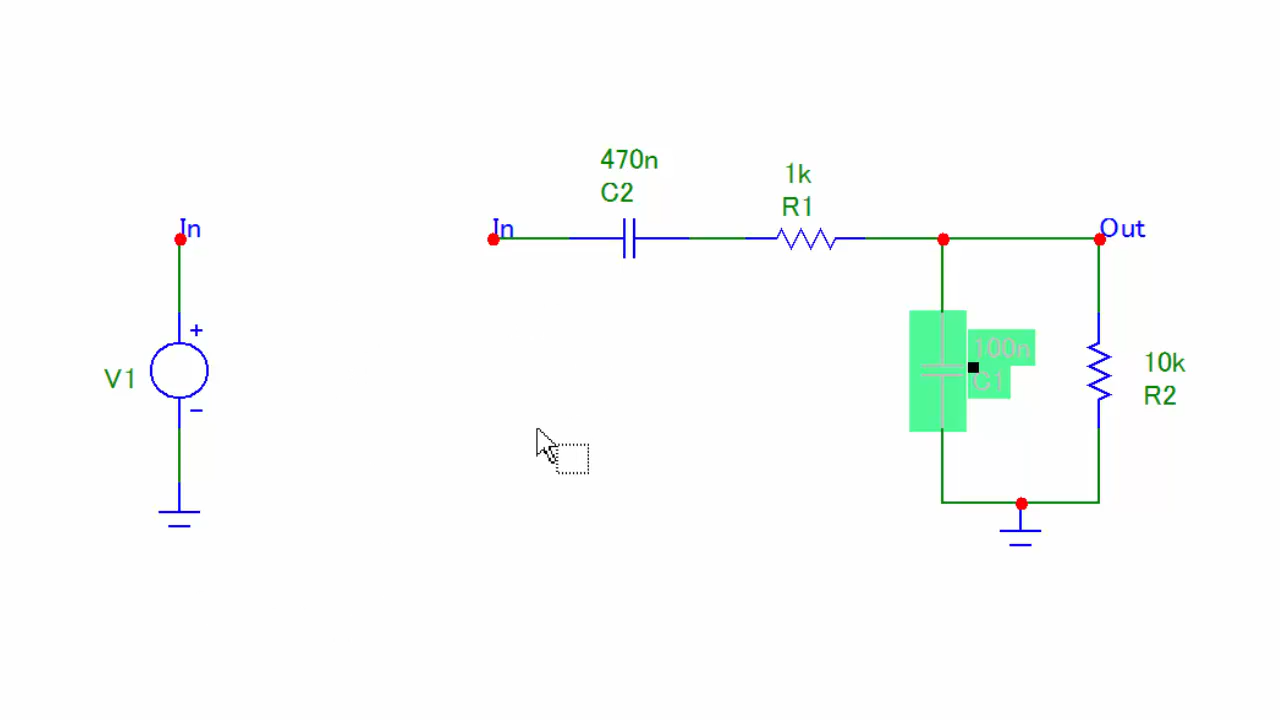 470n
C2
1k
R1
In
In
Out
+
V1
−
100n
C1
10k
R2